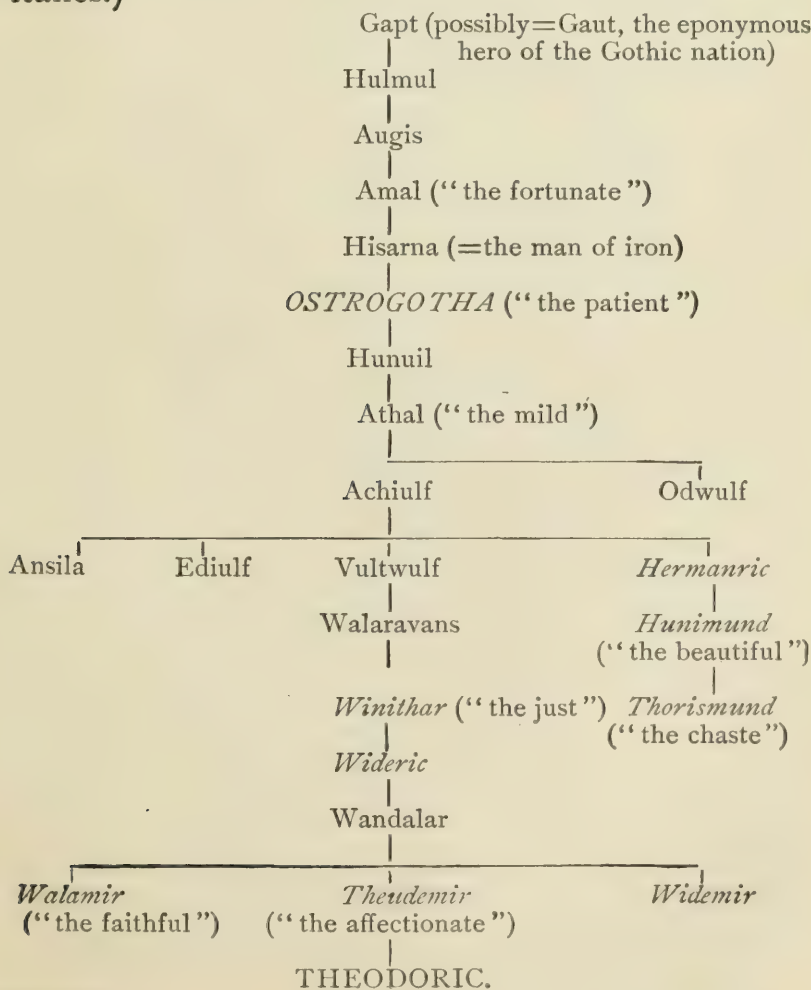 Gapt (possibly=Gaut, the eponymous
hero of the Gothic nation)
Hulmul
Augis
Amal (“the fortunate”)
Hisarna (=the man of iron)
OSTROGOTHA (“the patient”)
Hunuil
Athal (“the mild”)
Achiulf Odwulf
Ansila Ediulf Vultwulf Hermanric
Walaravans Hunimund
(“the beautiful”)
Winithar (“the just”) Thorismund
(“the chaste”)
Wideric
Wandalar
Walamir Theudemir Widemir
(“the faithful”) (“the affectionate”)
THEODORIC.